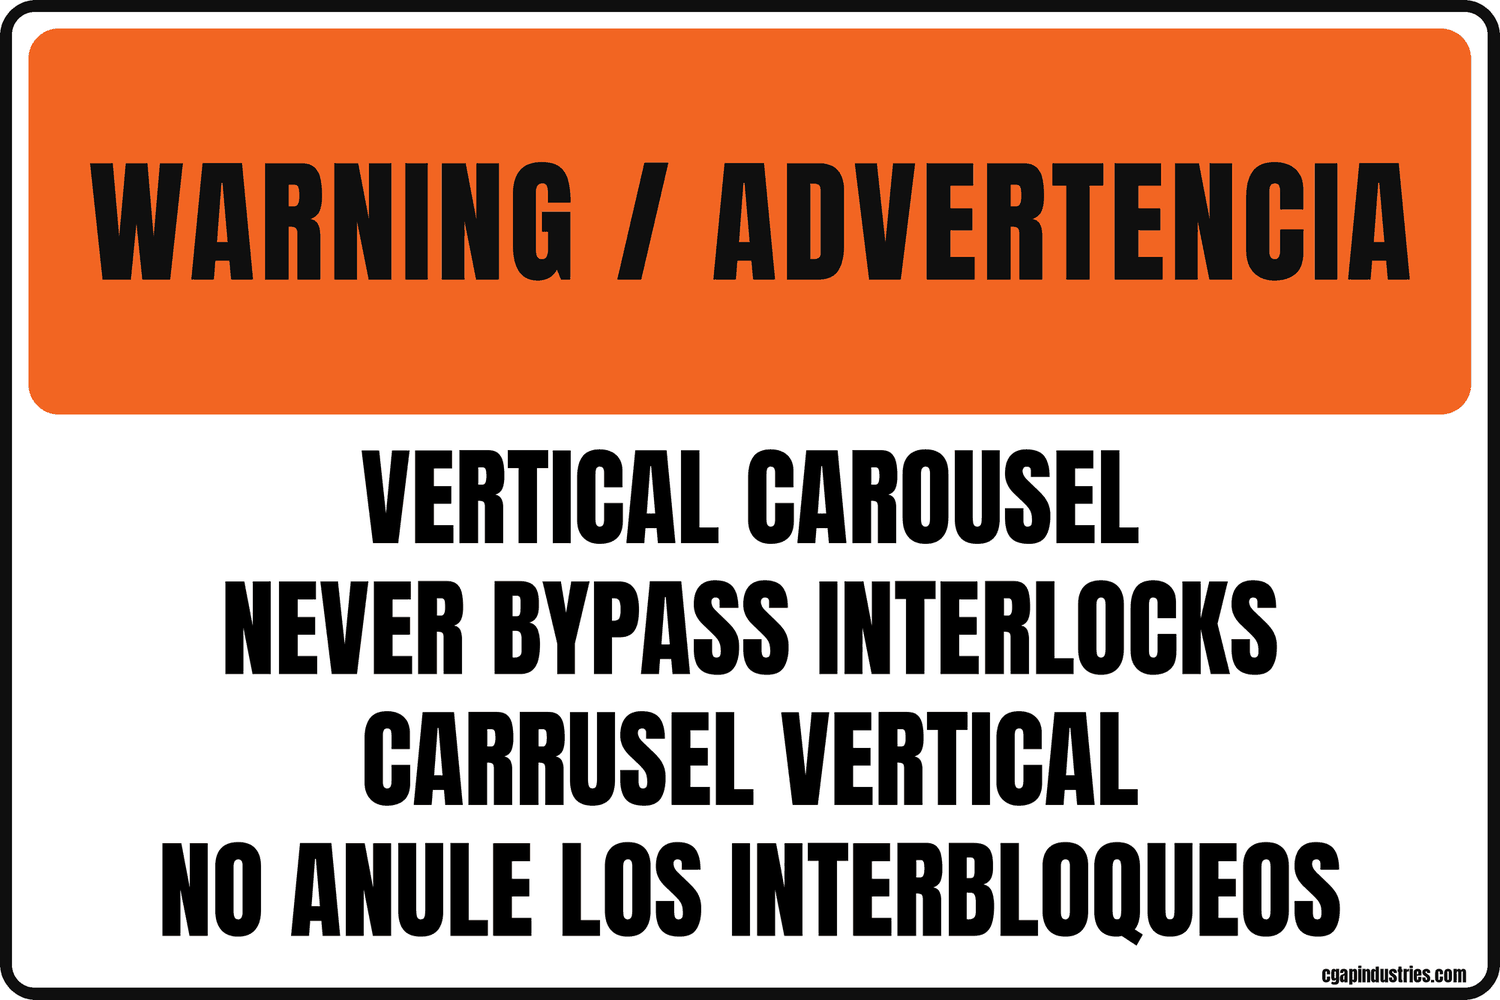 WARNING / ADVERTENCIA
VERTICAL CAROUSEL
NEVER BYPASS INTERLOCKS
CARRUSEL VERTICAL
NO ANULE LOS INTERBLOQUEOS
cgapindustries.com